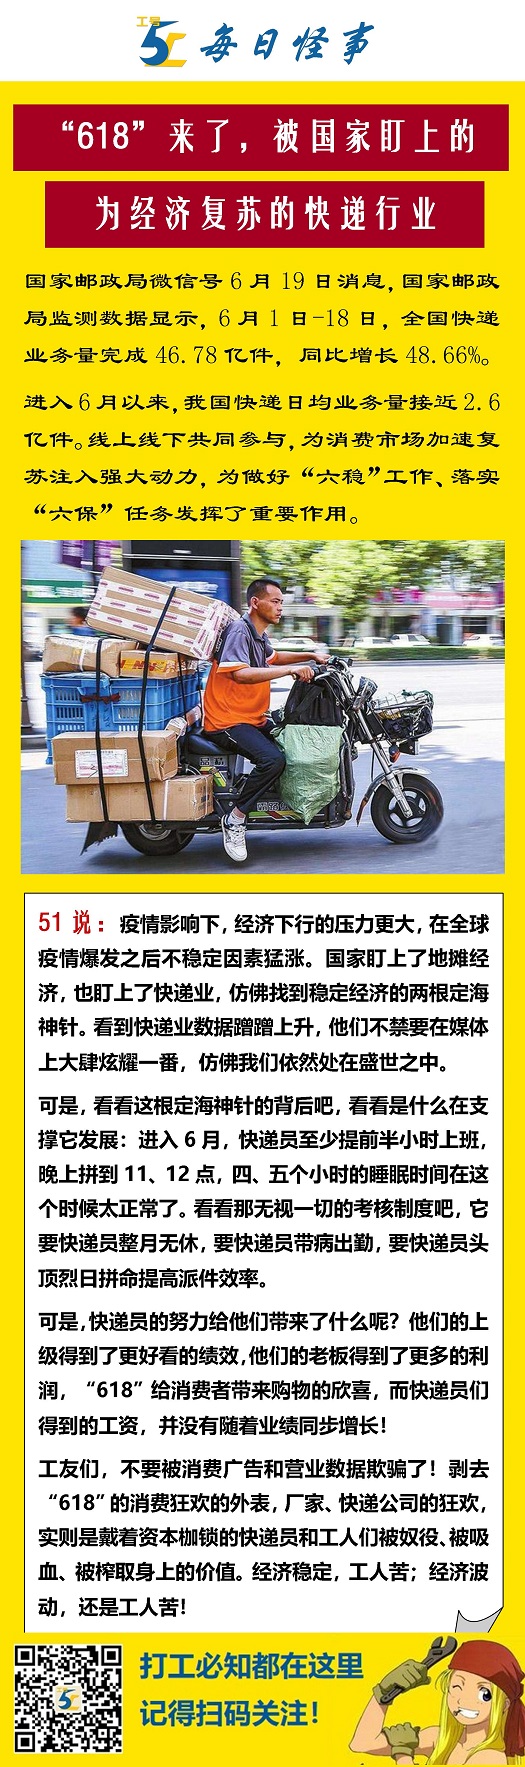 工号
51
每日怪事
“618”来了，被国家盯上的
为经济复苏的快递行业
国家邮政局微信号 6 月 19 日消息，国家邮政
局监测数据显示，6 月 1 日-18 日，全国快递
业务量完成 46.78 亿件，同比增长 48.66%。
进入 6 月以来，我国快递日均业务量接近 2.6
亿件。线上线下共同参与，为消费市场加速复
苏注入强大动力，为做好“六稳”工作、落实
“六保”任务发挥了重要作用。
51 说：疫情影响下，经济下行的压力更大，在全球
疫情爆发之后不稳定因素猛涨。国家盯上了地摊经
济，也盯上了快递业，仿佛找到稳定经济的两根定海
神针。看到快递业数据蹭蹭上升，他们不禁要在媒体
上大肆炫耀一番，仿佛我们依然处在盛世之中。
可是，看看这根定海神针的背后吧，看看是什么在支
撑它发展：进入 6 月，快递员至少提前半小时上班，
晚上拼到 11、12 点，四、五个小时的睡眠时间在这
个时候太正常了。看看那无视一切的考核制度吧，它
要快递员整月无休，要快递员带病出勤，要快递员头
顶烈日拼命提高派件效率。
可是，快递员的努力给他们带来了什么呢？他们的上
级得到了更好看的绩效，他们的老板得到了更多的利
润，“618”给消费者带来购物的欣喜，而快递员们
得到的工资，并没有随着业绩同步增长！
工友们，不要被消费广告和营业数据欺骗了！剥去
“618”的消费狂欢的外表，厂家、快递公司的狂欢，
实则是戴着资本枷锁的快递员和工人们被奴役、被吸
血、被榨取身上的价值。经济稳定，工人苦；经济波
动，还是工人苦！
打工必知都在这里
记得扫码关注！